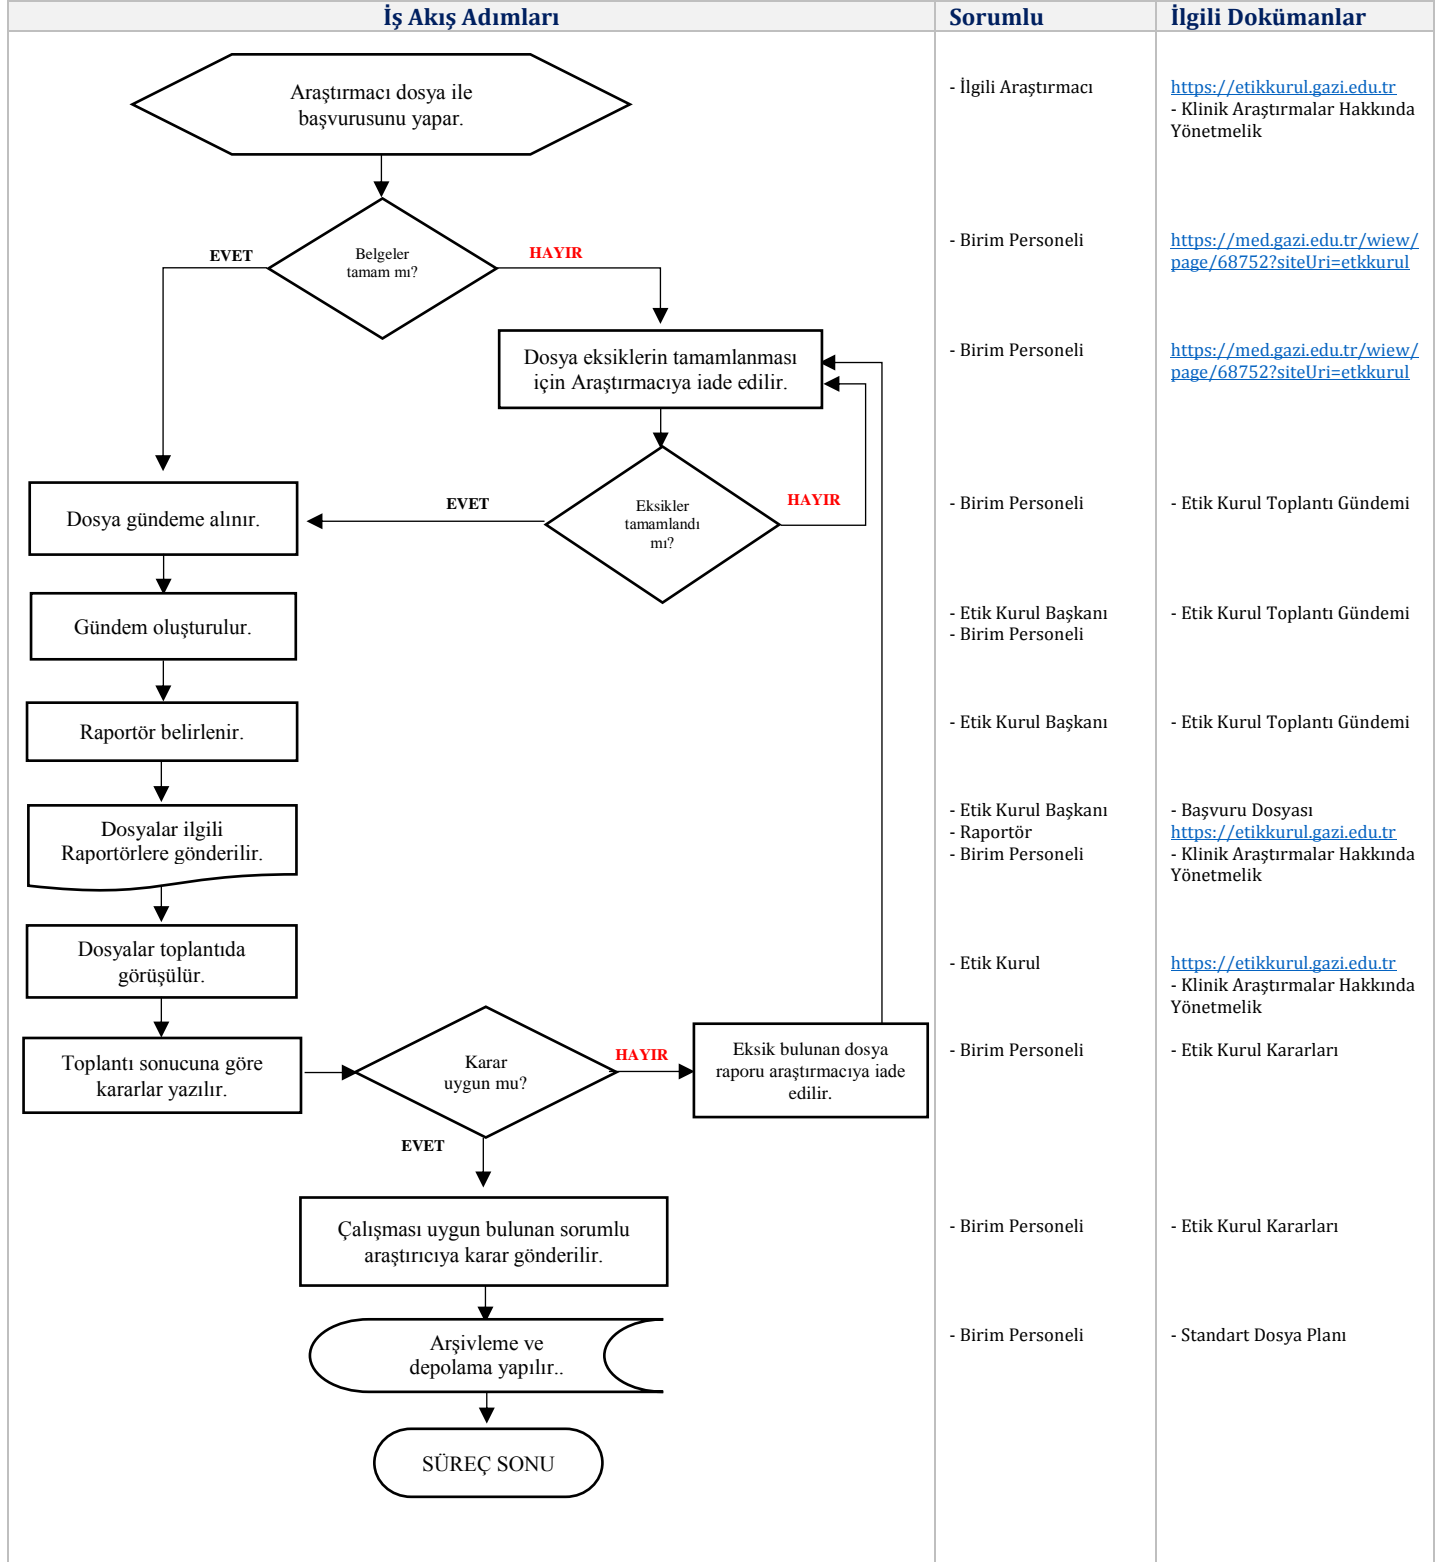 İş Akış Adımları
Sorumlu
İlgili Dokümanlar
Araştırmacı dosya ile
başvurusunu yapar.
- İlgili Araştırmacı
https://etikkurul.gazi.edu.tr
- Klinik Araştırmalar Hakkında
Yönetmelik
Belgeler
tamam mı?
EVET
HAYIR
- Birim Personeli
https://med.gazi.edu.tr/wiew/
page/68752?siteUri=etkkurul
Dosya eksiklerin tamamlanması
için Araştırmacıya iade edilir.
- Birim Personeli
https://med.gazi.edu.tr/wiew/
page/68752?siteUri=etkkurul
Dosya gündeme alınır.
EVET
Eksikler
tamamlandı
mı?
HAYIR
- Birim Personeli
- Etik Kurul Toplantı Gündemi
Gündem oluşturulur.
- Etik Kurul Başkanı
- Birim Personeli
- Etik Kurul Toplantı Gündemi
Raportör belirlenir.
- Etik Kurul Başkanı
- Etik Kurul Toplantı Gündemi
Dosyalar ilgili
Raportörlere gönderilir.
- Etik Kurul Başkanı
- Raportör
- Birim Personeli
- Başvuru Dosyası
https://etikkurul.gazi.edu.tr
- Klinik Araştırmalar Hakkında
Yönetmelik
Dosyalar toplantıda
görüşülür.
- Etik Kurul
https://etikkurul.gazi.edu.tr
- Klinik Araştırmalar Hakkında
Yönetmelik
Toplantı sonucuna göre
kararlar yazılır.
Karar
uygun mu?
HAYIR
Eksik bulunan dosya
raporu araştırmacıya iade
edilir.
- Birim Personeli
- Etik Kurul Kararları
EVET
Çalışması uygun bulunan sorumlu
araştırıcıya karar gönderilir.
- Birim Personeli
- Etik Kurul Kararları
Arşivleme ve
depolama yapılır..
- Birim Personeli
- Standart Dosya Planı
SÜREÇ SONU